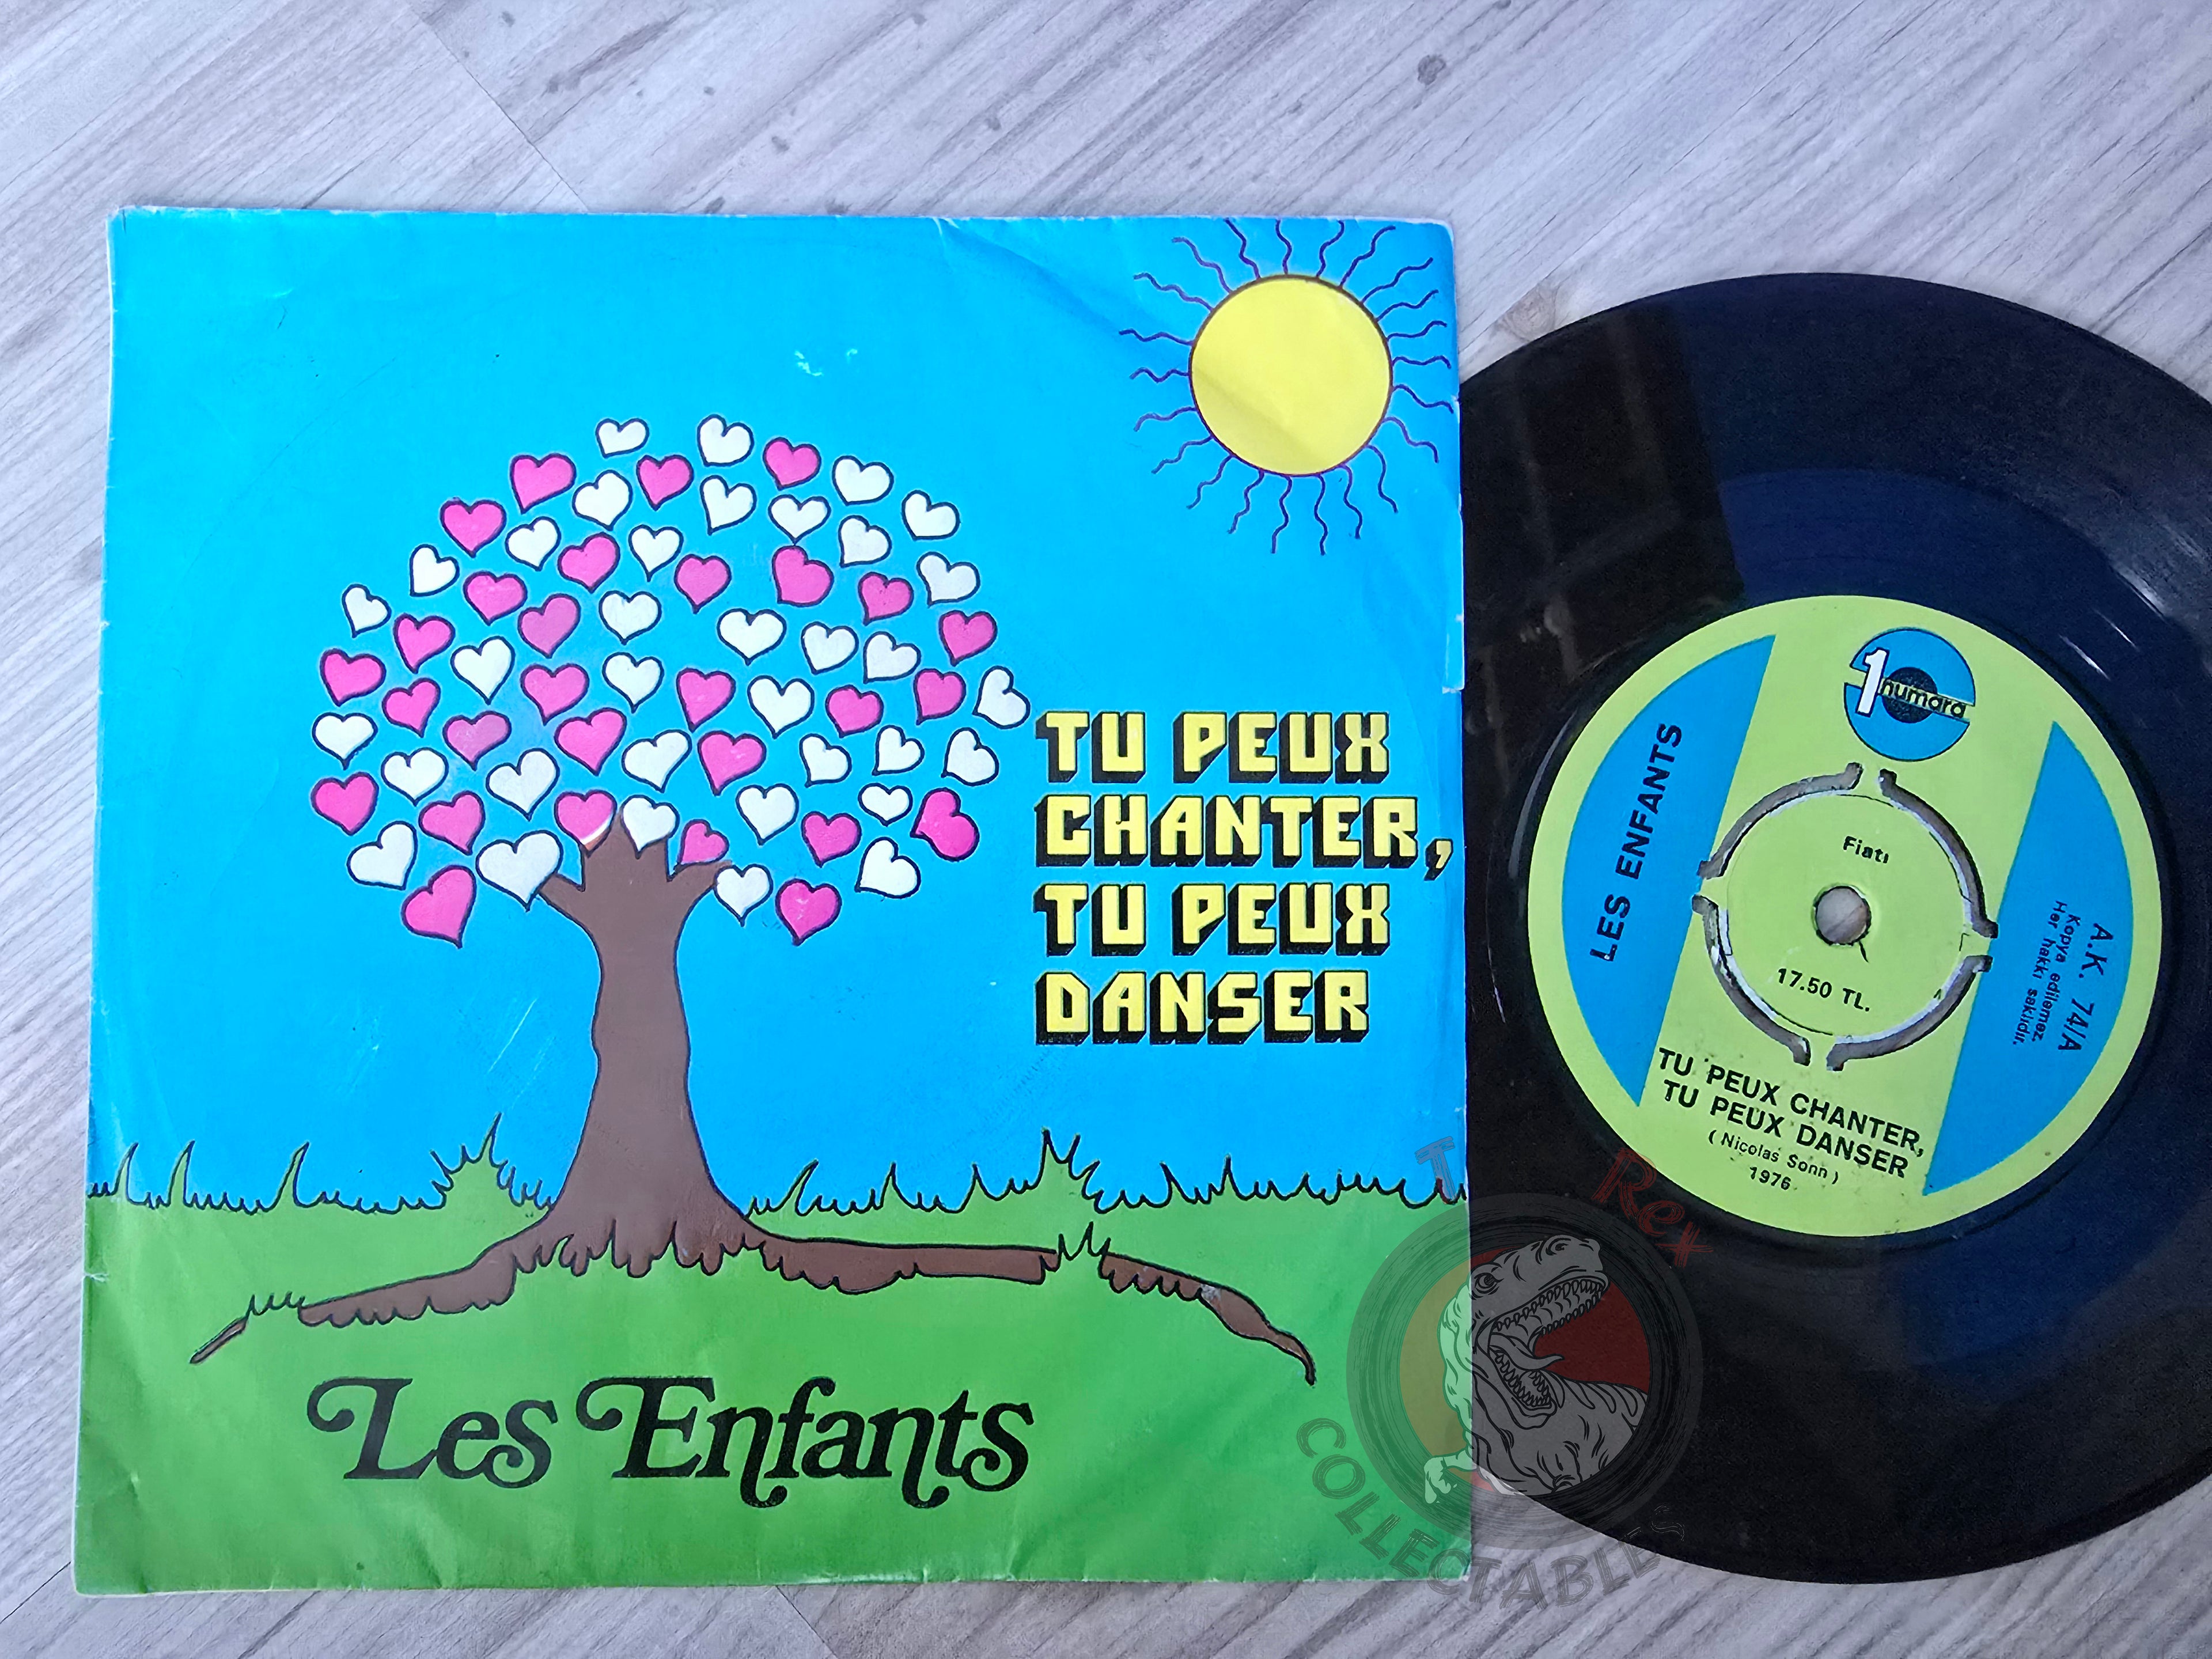 TU PEUX
CHANTER,
TU PEUX
DANSER
Les Enfants
1 numara
LES ENFANTS
Fiatı
17.50 TL.
A.K. 74/A
Kopya edilemez
Her hakkı saklıdır.
TU PEUX CHANTER,
TU PEUX DANSER
(Nicolas Sonn)
1976
T Rex
COLLECTABLES